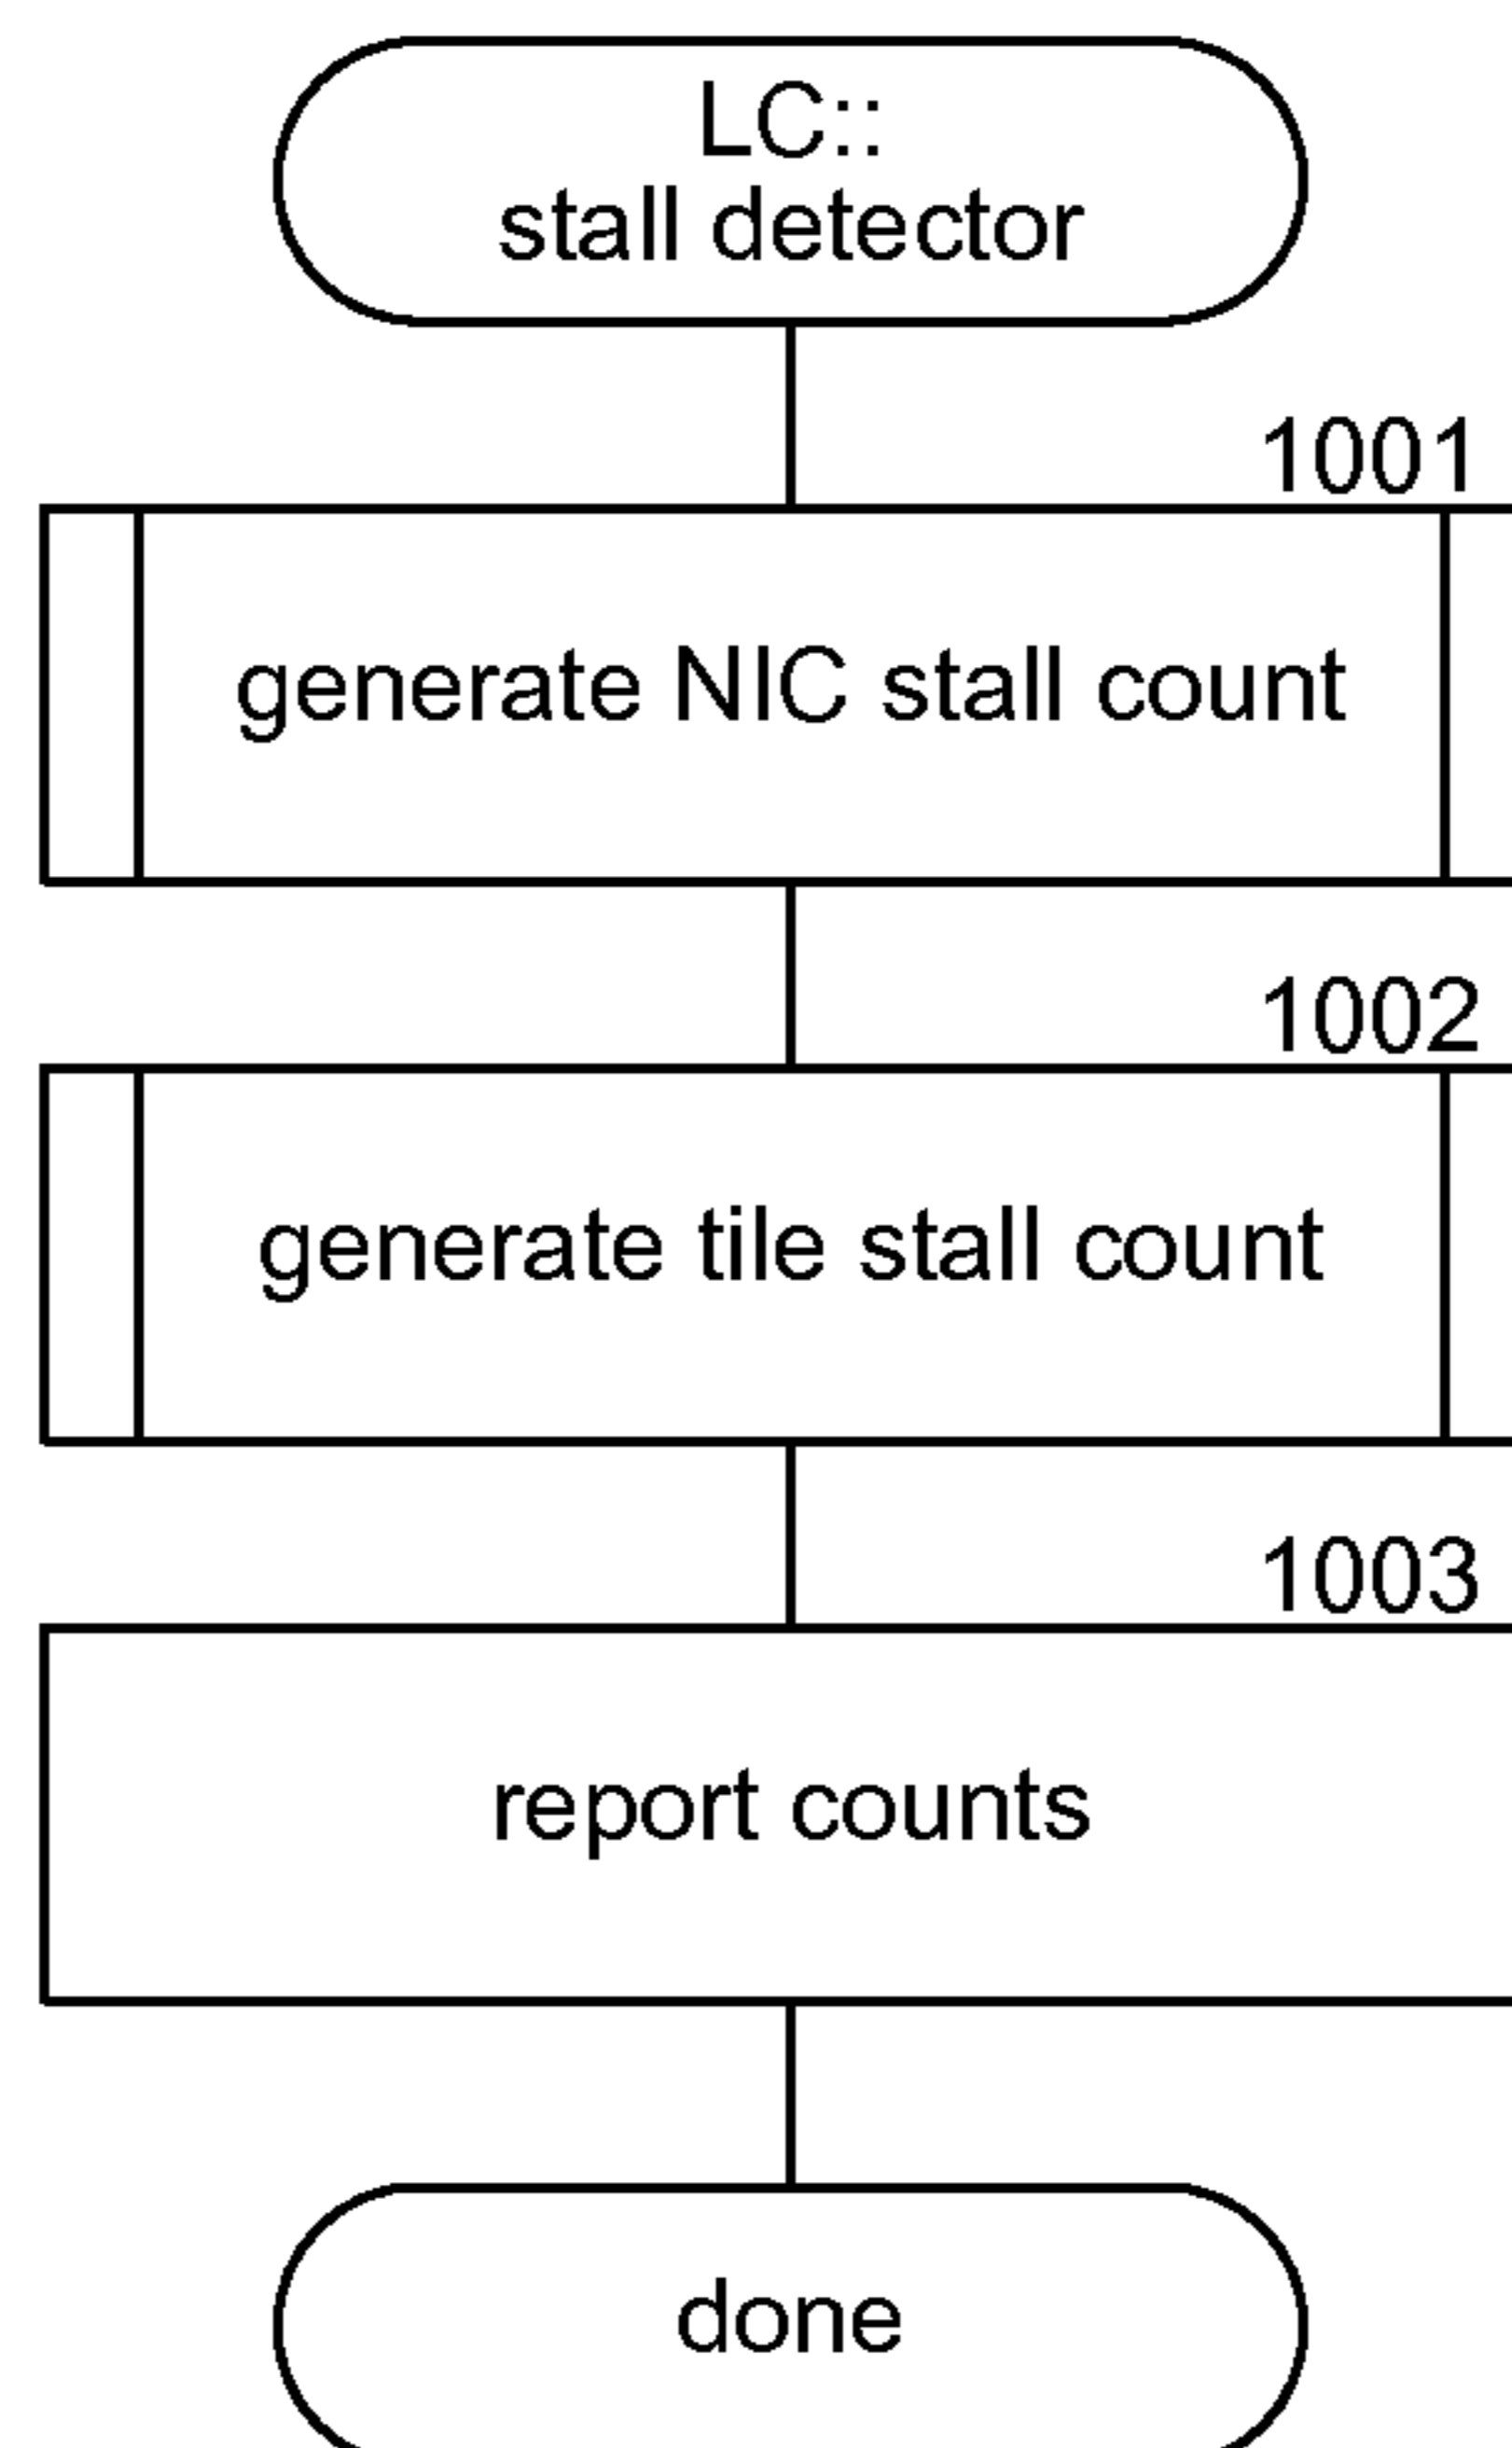 LC::
stall detector
1001
generate NIC stall count
1002
generate tile stall count
1003
report counts
done